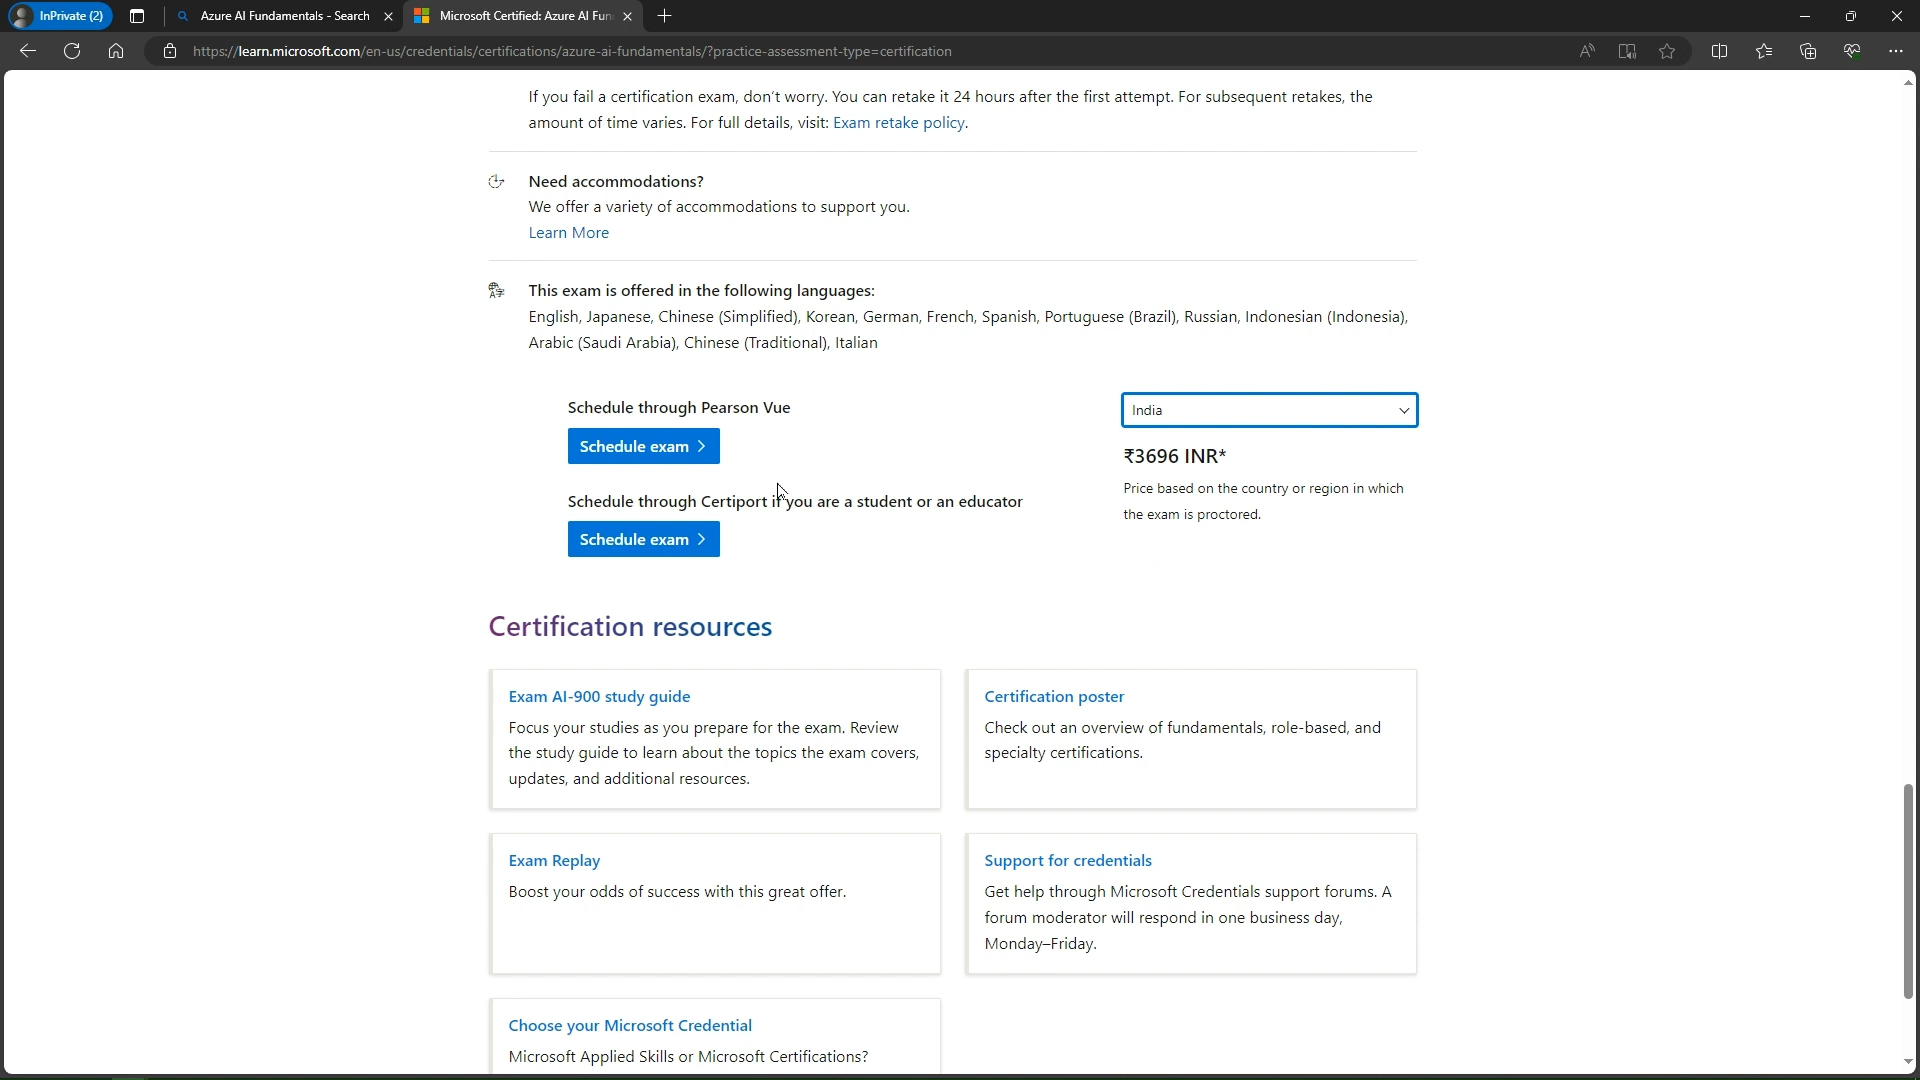 InPrivate (2)
Azure AI Fundamentals - Search
Microsoft Certified: Azure AI Fun
https://learn.microsoft.com/en-us/credentials/certifications/azure-ai-fundamentals/?practice-assessment-type=certification
If you fail a certification exam, don't worry. You can retake it 24 hours after the first attempt. For subsequent retakes, the
amount of time varies. For full details, visit: Exam retake policy.
Need accommodations?
We offer a variety of accommodations to support you.
Learn More
This exam is offered in the following languages:
English, Japanese, Chinese (Simplified), Korean, German, French, Spanish, Portuguese (Brazil), Russian, Indonesian (Indonesia),
Arabic (Saudi Arabia), Chinese (Traditional), Italian
Schedule through Pearson Vue
Schedule exam
Schedule through Certiport if you are a student or an educator
Schedule exam
India
₹3696 INR*
Price based on the country or region in which
the exam is proctored.
Certification resources
Exam AI-900 study guide
Focus your studies as you prepare for the exam. Review
the study guide to learn about the topics the exam covers,
updates, and additional resources.
Certification poster
Check out an overview of fundamentals, role-based, and
specialty certifications.
Exam Replay
Boost your odds of success with this great offer.
Support for credentials
Get help through Microsoft Credentials support forums. A
forum moderator will respond in one business day,
Monday–Friday.
Choose your Microsoft Credential
Microsoft Applied Skills or Microsoft Certifications?